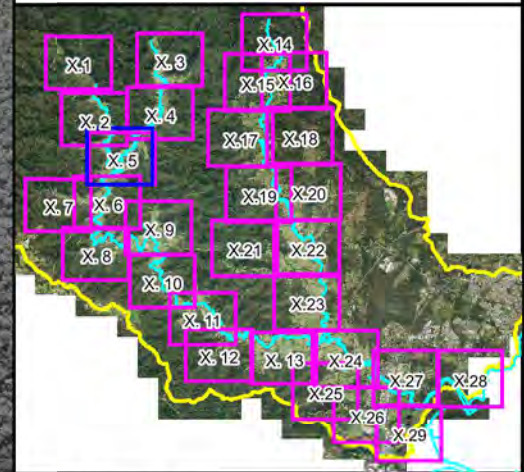 X.14
X.1
X. 3
X.15
X.16
X. 2
X. 4
X.17
X.18
X. 5
X. 7
X. 6
X.19
X.20
X. 9
X. 8
X.21
X.22
X. 10
X.23
X. 11
X. 12
X. 13
X.24
X.27
X.28
X.25
X.26
X.29